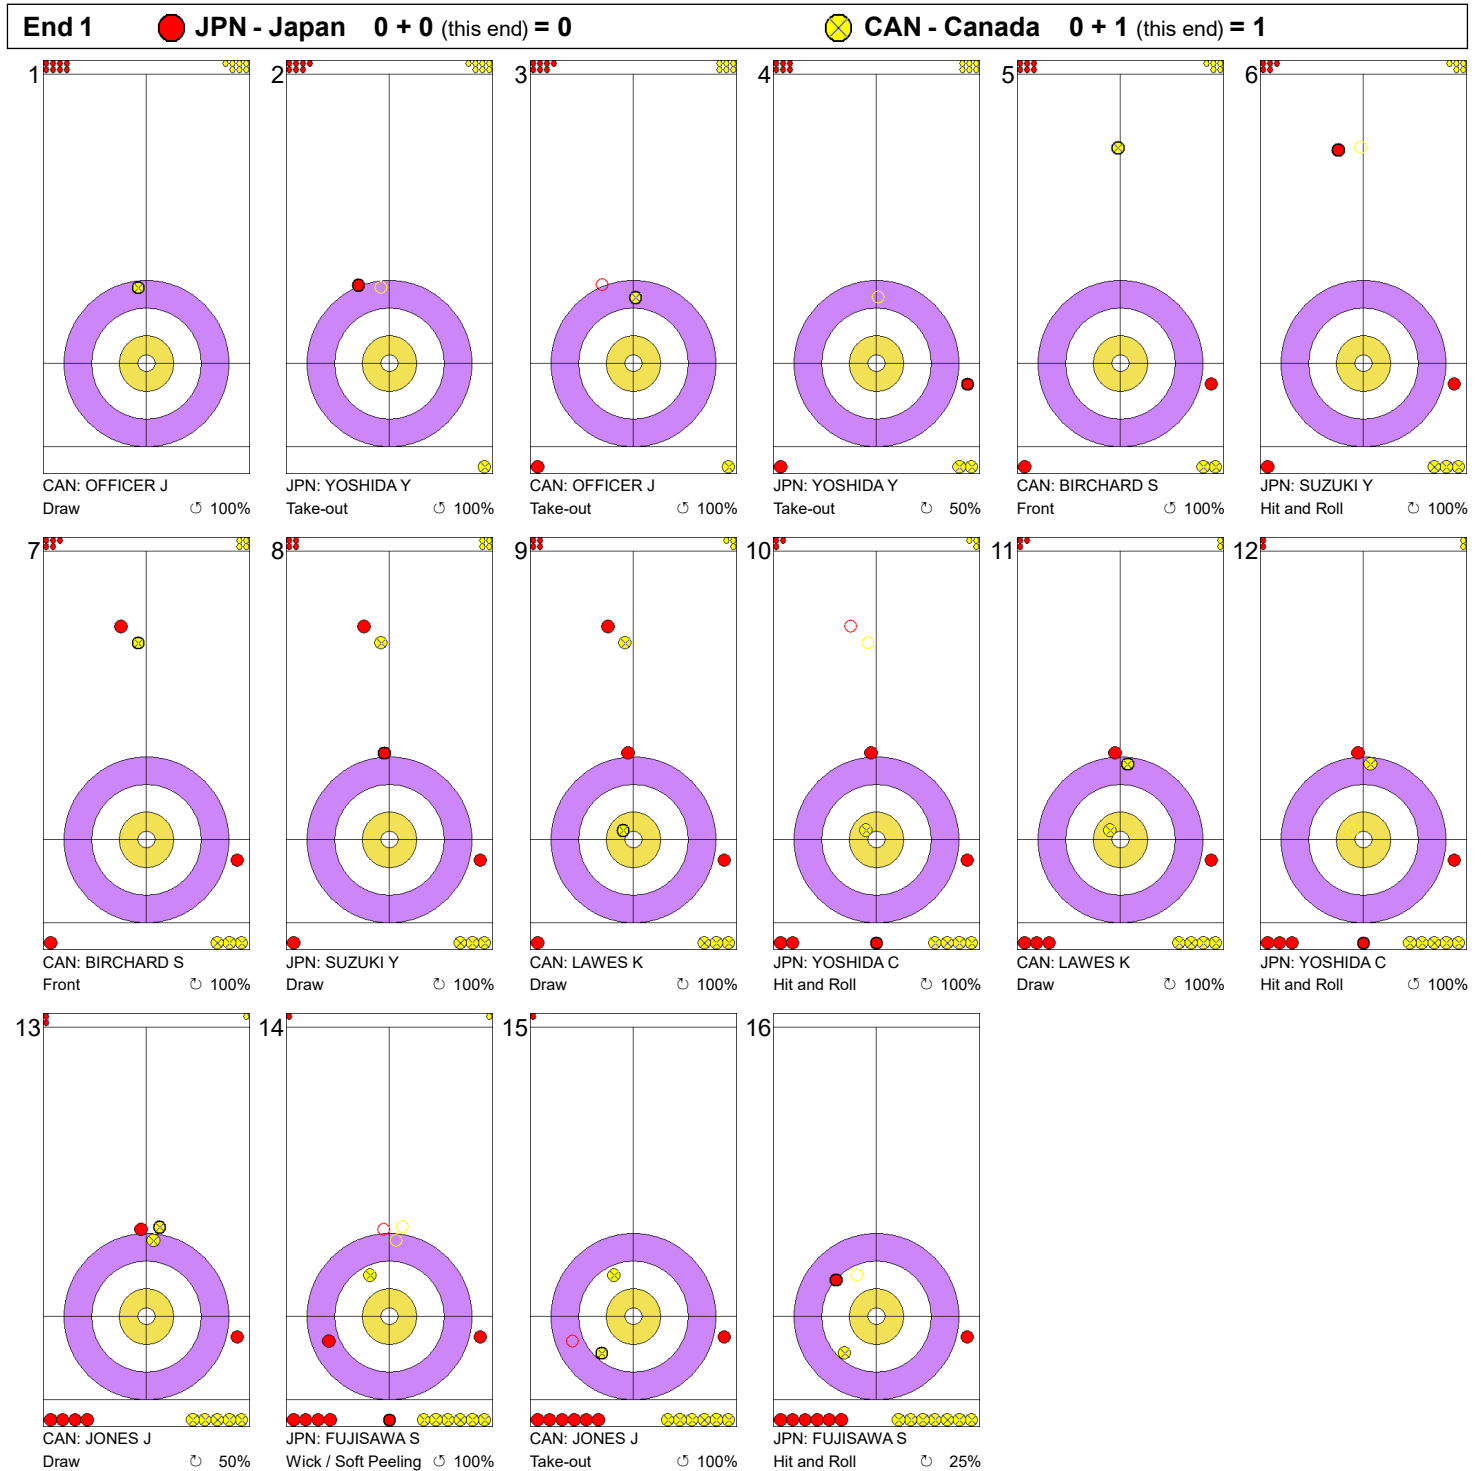 End 1 JPN - Japan 0 + 0 (this end) = 0 CAN - Canada 0 + 1 (this end) = 1
1 2 3 4 5 6
CAN: OFFICER J JPN: YOSHIDA Y CAN: OFFICER J JPN: YOSHIDA Y CAN: BIRCHARD S JPN: SUZUKI Y
Draw ↺ 100% Take-out ↺ 100% Take-out ↺ 100% Take-out ↻ 50% Front ↺ 100% Hit and Roll ↻ 100%
7 8 9 10 11 12
CAN: BIRCHARD S JPN: SUZUKI Y CAN: LAWES K JPN: YOSHIDA C CAN: LAWES K JPN: YOSHIDA C
Front ↻ 100% Draw ↻ 100% Draw ↻ 100% Hit and Roll ↻ 100% Draw ↻ 100% Hit and Roll ↻ 100%
13 14 15 16
CAN: JONES J JPN: FUJISAWA S CAN: JONES J JPN: FUJISAWA S
Draw ↻ 50% Wick / Soft Peeling ↺ 100% Take-out ↻ 100% Hit and Roll ↻ 25%